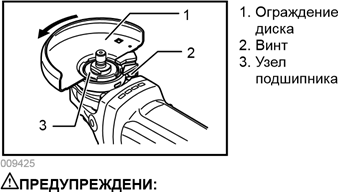 1
2
3
1. Ограждение
диска
2. Винт
3. Узел
подшипника
009425
ПРЕДУПРЕЖДЕНИ: